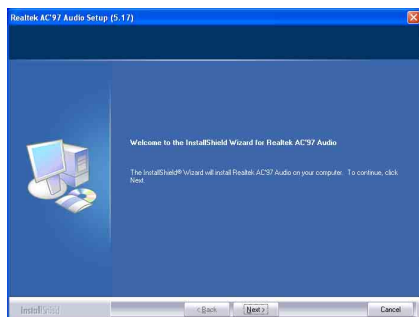 Realtek AC'97 Audio Setup (5.17)
Welcome to the InstallShield Wizard for Realtek AC'97 Audio
The InstallShield® Wizard will install Realtek AC'97 Audio on your computer. To continue, click
Next.
InstallShield
< Back
Next >
Cancel